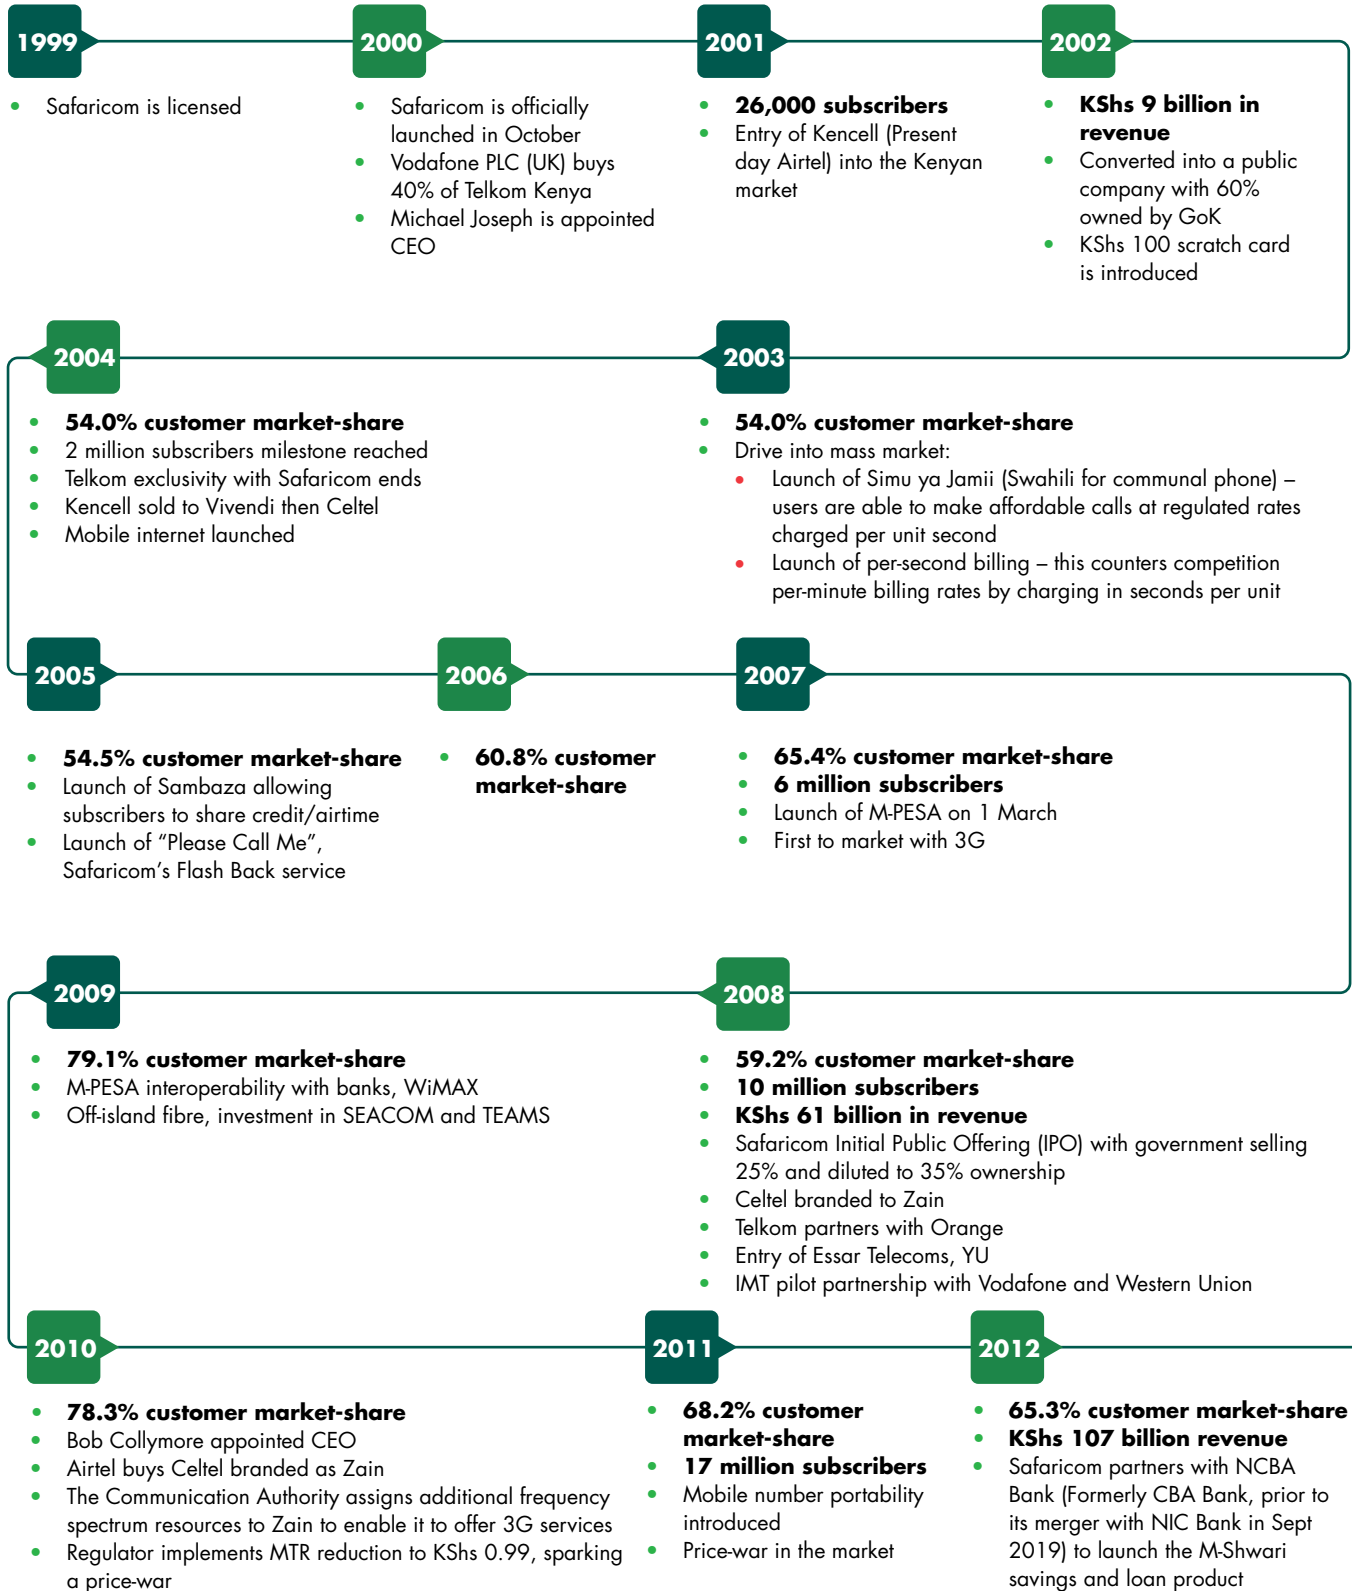 1999
• Safaricom is licensed
2000
• Safaricom is officially
launched in October
• Vodafone PLC (UK) buys
40% of Telkom Kenya
• Michael Joseph is appointed
CEO
2001
• 26,000 subscribers
• Entry of Kencell (Present
day Airtel) into the Kenyan
market
2002
• KShs 9 billion in
revenue
• Converted into a public
company with 60%
owned by GoK
• KShs 100 scratch card
is introduced
2003
• 54.0% customer market-share
• Drive into mass market:
• Launch of Simu ya Jamii (Swahili for communal phone) –
users are able to make affordable calls at regulated rates
charged per unit second
• Launch of per-second billing – this counters competition
per-minute billing rates by charging in seconds per unit
2004
• 54.0% customer market-share
• 2 million subscribers milestone reached
• Telkom exclusivity with Safaricom ends
• Kencell sold to Vivendi then Celtel
• Mobile internet launched
2005
• 54.5% customer market-share
• Launch of Sambaza allowing
subscribers to share credit/airtime
• Launch of “Please Call Me”,
Safaricom’s Flash Back service
2006
• 60.8% customer
market-share
2007
• 65.4% customer market-share
• 6 million subscribers
• Launch of M-PESA on 1 March
• First to market with 3G
2008
• 59.2% customer market-share
• 10 million subscribers
• KShs 61 billion in revenue
• Safaricom Initial Public Offering (IPO) with government selling
25% and diluted to 35% ownership
• Celtel branded to Zain
• Telkom partners with Orange
• Entry of Essar Telecoms, YU
• IMT pilot partnership with Vodafone and Western Union
2009
• 79.1% customer market-share
• M-PESA interoperability with banks, WiMAX
• Off-island fibre, investment in SEACOM and TEAMS
2010
• 78.3% customer market-share
• Bob Collymore appointed CEO
• Airtel buys Celtel branded as Zain
• The Communication Authority assigns additional frequency
spectrum resources to Zain to enable it to offer 3G services
• Regulator implements MTR reduction to KShs 0.99, sparking
a price-war
2011
• 68.2% customer
market-share
• 17 million subscribers
• Mobile number portability
introduced
• Price-war in the market
2012
• 65.3% customer market-share
• KShs 107 billion revenue
• Safaricom partners with NCBA
Bank (Formerly CBA Bank, prior to
its merger with NIC Bank in Sept
2019) to launch the M-Shwari
savings and loan product